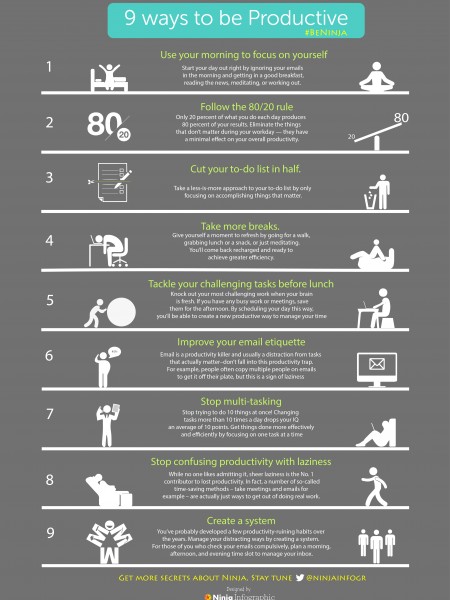 9 ways to be Productive
#BENINJA
1
Use your morning to focus on yourself
Start your day out right by ignoring your emails
in the morning and getting in a good breakfast,
reading the news, meditating, or working out.
2
80
20
Follow the 80/20 rule
Only 20 percent of what you do each day produces
80 percent of your results. Eliminate the things
that don't matter during your workday — they have
a minimal effect on your overall productivity.
20
80
3
Cut your to-do list in half.
Take a less-is-more approach to your to-do list by only
focusing on accomplishing things that matter.
4
Take more breaks.
Give yourself a moment to refresh by going for a walk,
grabbing lunch or a snack, or just meditating.
You'll come back recharged and ready to
achieve greater efficiency.
5
Tackle your challenging tasks before lunch
Knock out your most challenging work when your brain
is fresh. If you have any busy work or meetings, save
them for the afternoon. By scheduling your day this way,
you'll be able to create a new productive way to manage your time
6
Improve your email etiquette
Email is a productivity killer and usually a distraction from tasks
that actually matter–don't fall into this productivity trap.
For example, people often copy multiple people on emails
to get it off their plate, but this is a sign of laziness
7
Stop multi-tasking
Stop trying to do 10 things at once! Changing
tasks more than 10 times a day drops your IQ
an average of 10 points. Get things done more effectively
and efficiently by focusing on one task at a time
8
Stop confusing productivity with laziness
While no one likes admitting it, sheer laziness is the No. 1
contributor to lost productivity. In fact, a number of so-called
time-saving methods – take meetings and emails for
example – are actually just ways to get out of doing real work.
9
Create a system
You've probably developed a few productivity-ruining habits over
the years. Manage your distracting ways by creating a system.
For those of you who check your emails compulsively, plan a morning,
afternoon, and evening time slot to manage your inbox.
Get more secrets about Ninja, Stay tune @ninjainfogr
Designed by
Ninja Infographic